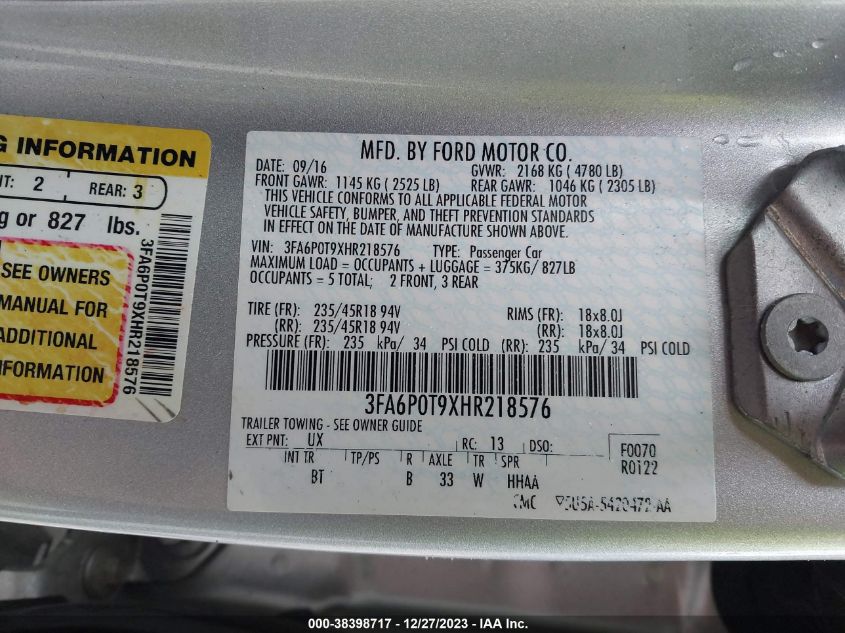 G INFORMATION
NT: 2 REAR: 3
g or 827 lbs.
SEE OWNERS
MANUAL FOR
ADDITIONAL
INFORMATION
3FA6P0T9XHR218576
MFD. BY FORD MOTOR CO.
DATE: 09/16 GVWR: 2168 KG ( 4780 LB)
FRONT GAWR: 1145 KG ( 2525 LB) REAR GAWR: 1046 KG ( 2305 LB)
THIS VEHICLE CONFORMS TO ALL APPLICABLE FEDERAL MOTOR
VEHICLE SAFETY, BUMPER, AND THEFT PREVENTION STANDARDS
IN EFFECT ON THE DATE OF MANUFACTURE SHOWN ABOVE.
VIN: 3FA6P0T9XHR218576 TYPE: Passenger Car
MAXIMUM LOAD = OCCUPANTS + LUGGAGE = 375KG/ 827LB
OCCUPANTS = 5 TOTAL; 2 FRONT, 3 REAR
TIRE (FR): 235/45R18 94V RIMS (FR): 18x8.0J
(RR): 235/45R18 94V (RR): 18x8.0J
PRESSURE (FR): 235 kPa/ 34 PSI COLD (RR): 235 kPa/ 34 PSI COLD
3FA6P0T9XHR218576
TRAILER TOWING - SEE OWNER GUIDE
EXT PNT: UX RC: 13 DSO: F0070
INT TR TP/PS R AXLE TR SPR R0122
BT B 33 W HHAA
5U5A-5420472-AA
000-38398717 - 12/27/2023 - IAAI.com